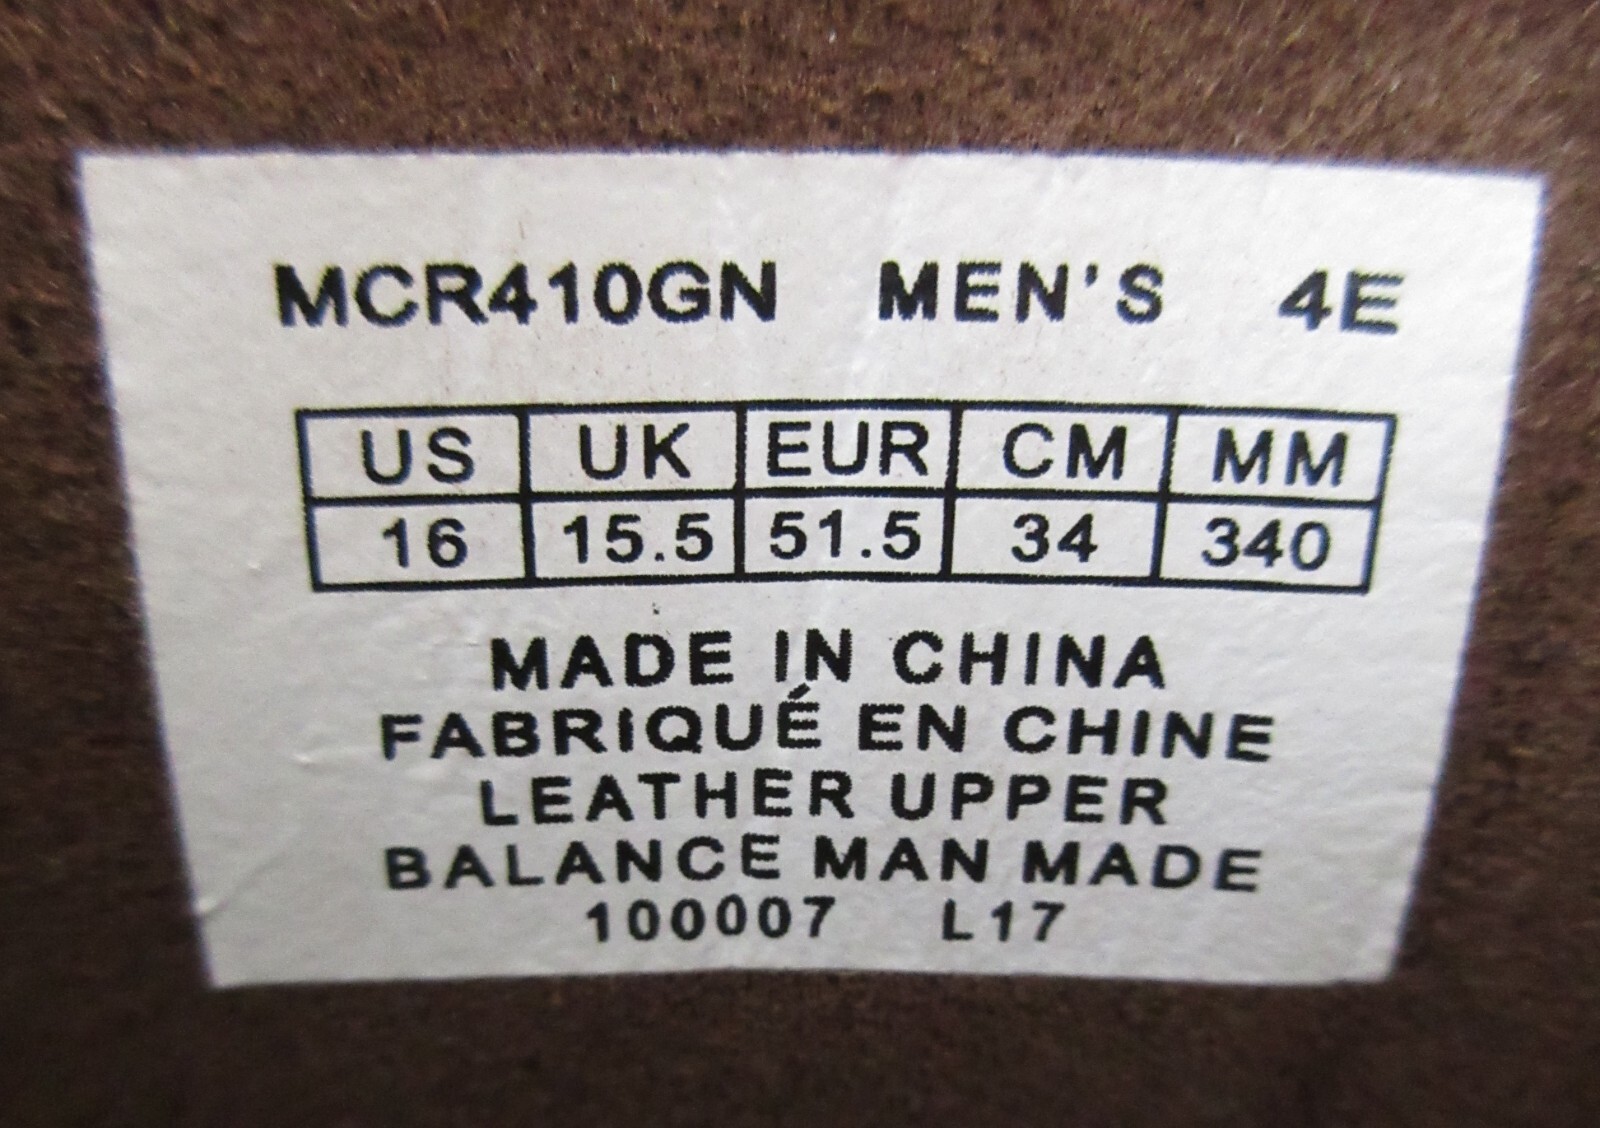 MCR410GN MEN'S 4E
US UK EUR CM MM
16 15.5 51.5 34 340
MADE IN CHINA
FABRIQUÉ EN CHINE
LEATHER UPPER
BALANCE MAN MADE
100007 L17